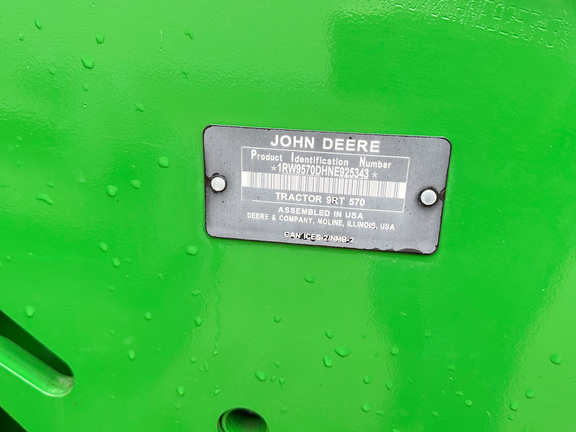 JOHN DEERE
Product Identification Number
*1RW9570DHNE925343*
TRACTOR 9RT 570
ASSEMBLED IN USA
DEERE & COMPANY, MOLINE, ILLINOIS, USA
CAN ICES-2/NMB-2